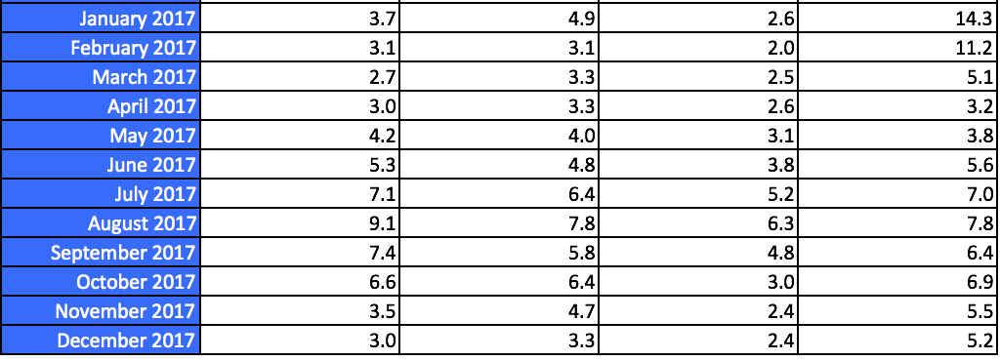 January 2017 3.7 4.9 2.6 14.3
February 2017 3.1 3.1 2.0 11.2
March 2017 2.7 3.3 2.5 5.1
April 2017 3.0 3.3 2.6 3.2
May 2017 4.2 4.0 3.1 3.8
June 2017 5.3 4.8 3.8 5.6
July 2017 7.1 6.4 5.2 7.0
August 2017 9.1 7.8 6.3 7.8
September 2017 7.4 5.8 4.8 6.4
October 2017 6.6 6.4 3.0 6.9
November 2017 3.5 4.7 2.4 5.5
December 2017 3.0 3.3 2.4 5.2